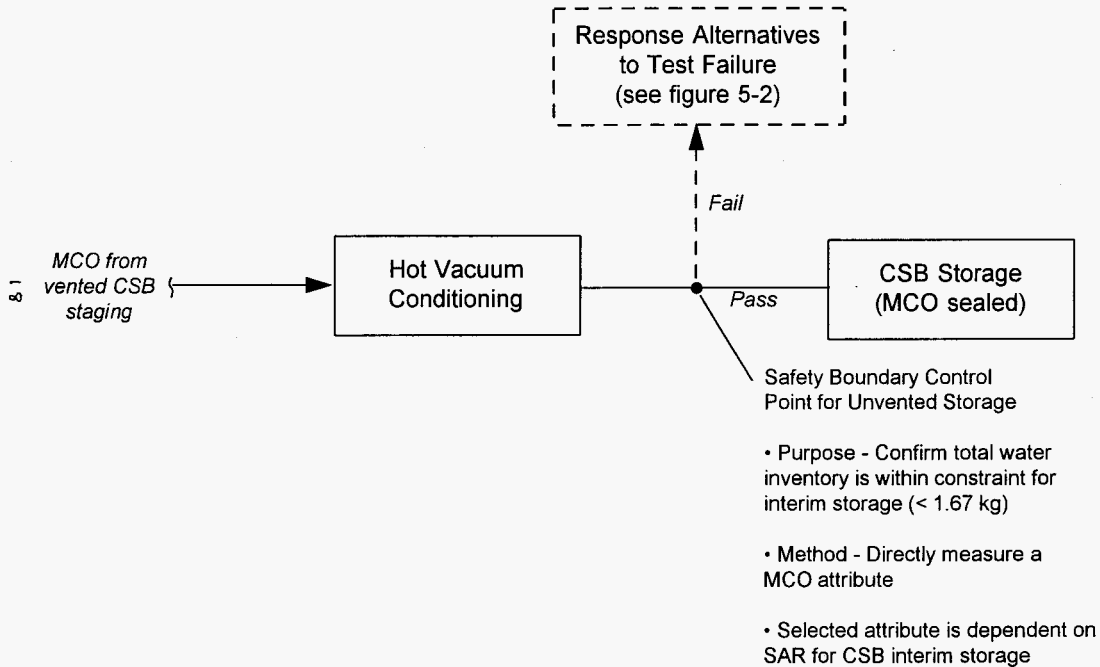 Response Alternatives
to Test Failure
(see figure 5-2)
Fail
MCO from
vented CSB
staging
Hot Vacuum
Conditioning
Pass
CSB Storage
(MCO sealed)
Safety Boundary Control
Point for Unvented Storage
• Purpose - Confirm total water
inventory is within constraint for
interim storage (< 1.67 kg)
• Method - Directly measure a
MCO attribute
• Selected attribute is dependent on
SAR for CSB interim storage